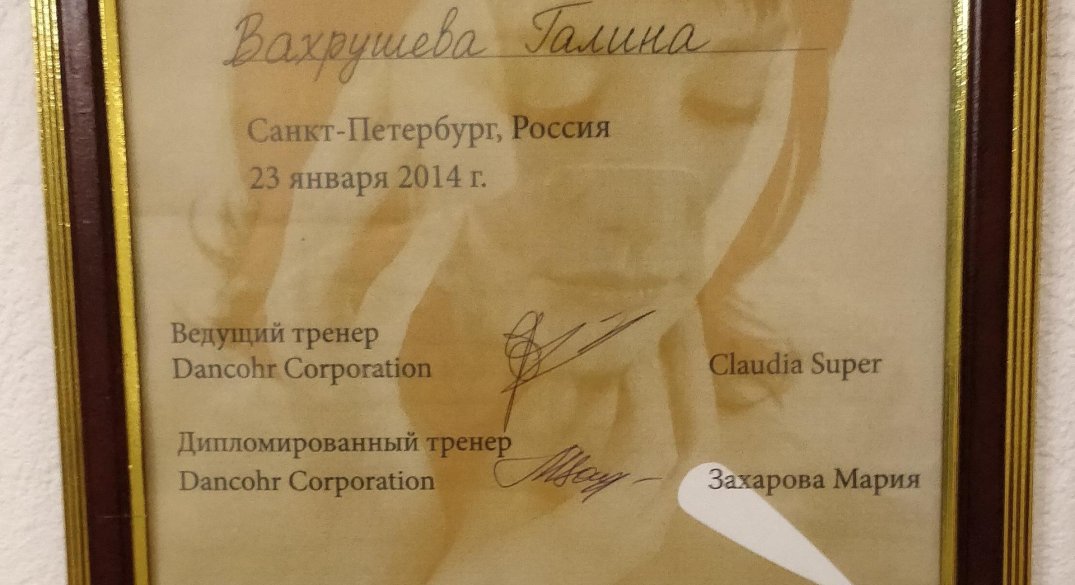 Вахрушева Галина
Санкт-Петербург, Россия
23 января 2014 г.
Ведущий тренер
Dancohr Corporation
Claudia Super
Дипломированный тренер
Dancohr Corporation
Захарова Мария